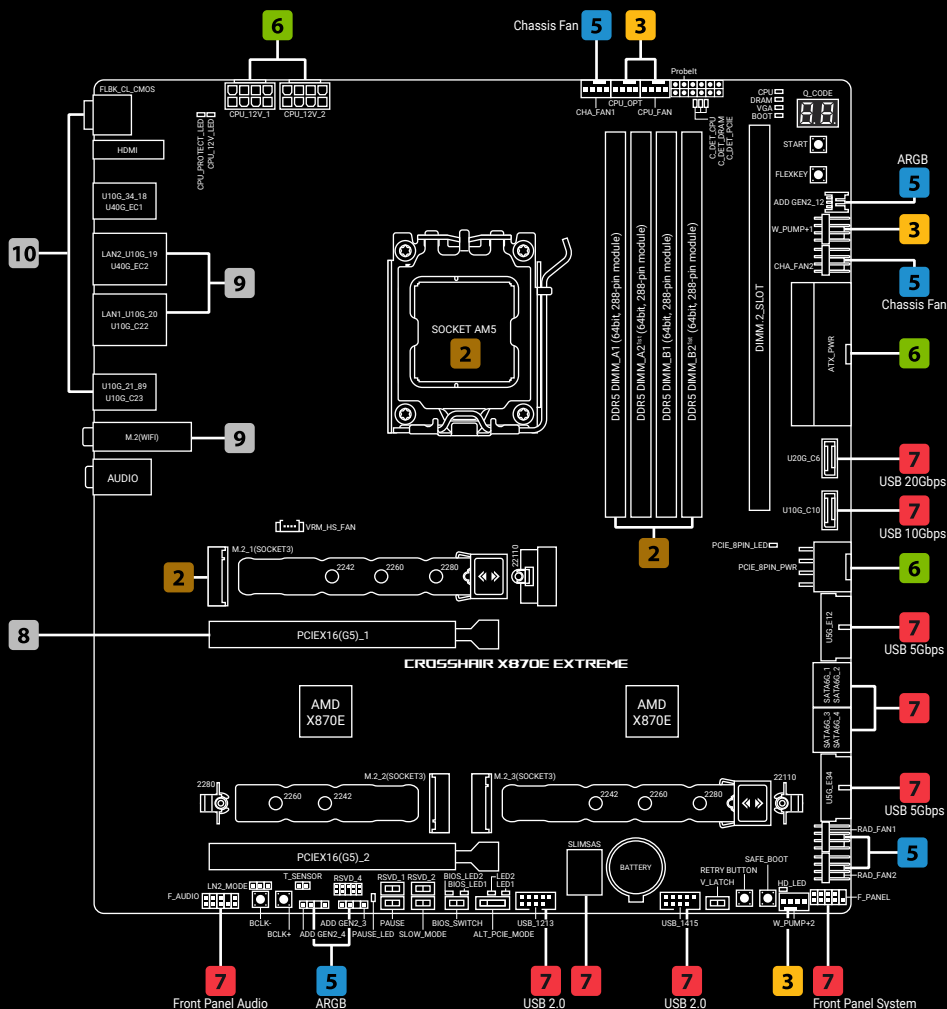 6
Chassis Fan 5 3
FLBK_CL_CMOS
CPU_12V_1
CPU_12V_2
CPU_PROTECT_LED
CPU_12V_LED
CHA_FAN1
CPU_OPT
CPU_FAN
ProbeIt
C_DET_CPU
C_DET_DRAM
C_DET_PCIE
CPU
DRAM
VGA
BOOT
Q_CODE
88
START
FLEXKEY
ARGB
5
ADD GEN2_12
W_PUMP+1
3
CHA_FAN2
5
Chassis Fan
HDMI
U10G_34_18
U40G_EC1
10
LAN2_U10G_19
U40G_EC2
9
LAN1_U10G_20
U10G_C22
U10G_21_89
U10G_C23
M.2(WIFI)
9
AUDIO
SOCKET AM5
2
DDR5 DIMM_A1 (64bit, 288-pin module)
DDR5 DIMM_A2 1st (64bit, 288-pin module)
DDR5 DIMM_B1 (64bit, 288-pin module)
DDR5 DIMM_B2 1st (64bit, 288-pin module)
2
DIMM.2_SLOT
ATX_PWR
6
U20G_C6
7
USB 20Gbps
U10G_C10
7
USB 10Gbps
PCIE_8PIN_LED
PCIE_8PIN_PWR
6
VRM_HS_FAN
M.2_1(SOCKET3)
2
2242
2260
2280
22110
8
PCIEX16(G5)_1
CROSSHAIR X870E EXTREME
U5G_E12
7
USB 5Gbps
SATA6G_1
SATA6G_2
SATA6G_3
SATA6G_4
7
AMD
X870E
AMD
X870E
U5G_E34
7
USB 5Gbps
M.2_2(SOCKET3)
2280
2260
2242
M.2_3(SOCKET3)
2242
2260
2280
22110
RAD_FAN1
5
RAD_FAN2
PCIEX16(G5)_2
SLIMSAS
BATTERY
F_AUDIO
LN2_MODE
T_SENSOR
RSVD_4
RSVD_1
RSVD_2
BIOS_LED2
BIOS_LED1
LED2
LED1
V_LATCH
RETRY BUTTON
SAFE_BOOT
HD_LED
F_PANEL
BCLK-
BCLK+
ADD GEN2_4
ADD GEN2_3
PAUSE_LED
PAUSE
SLOW_MODE
BIOS_SWITCH
ALT_PCIE_MODE
USB_1213
USB_1415
W_PUMP+2
7
Front Panel Audio
5
ARGB
7
USB 2.0
7
7
USB 2.0
3
7
Front Panel System